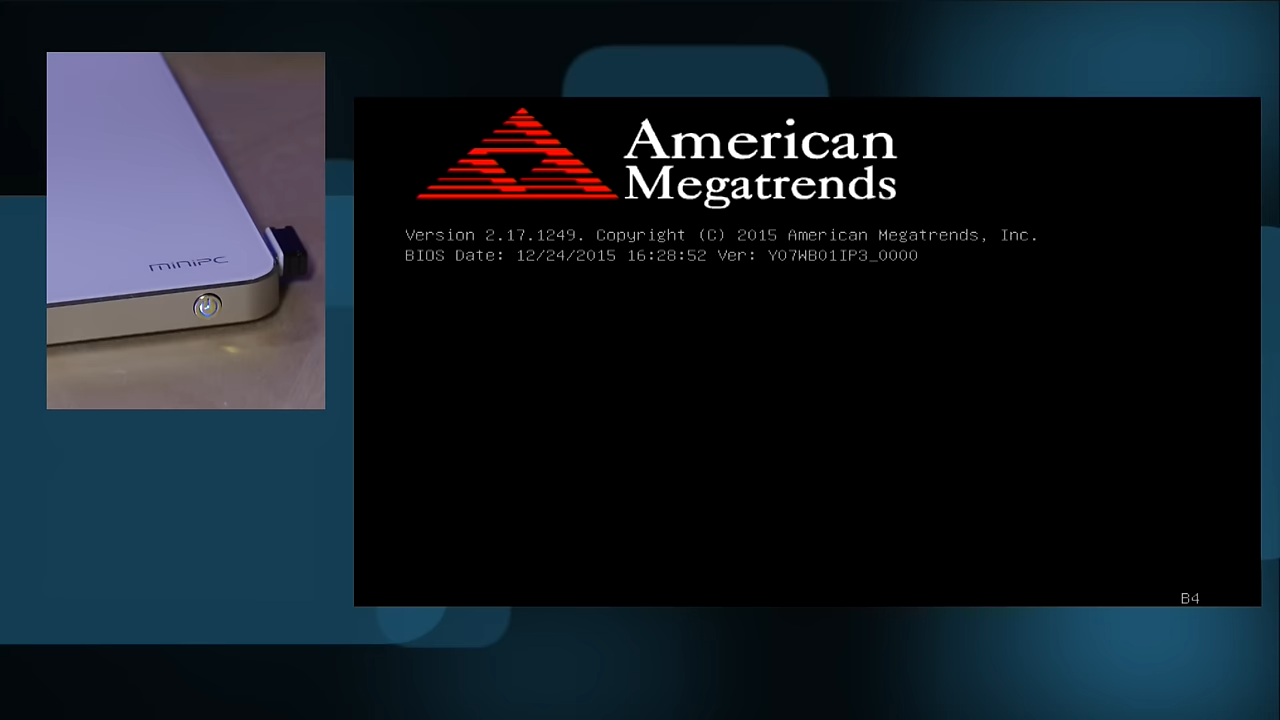 MINIPC
American
Megatrends
Version 2.17.1249. Copyright (C) 2015 American Megatrends, Inc.
BIOS Date: 12/24/2015 16:28:52 Ver: Y07WB01IP3_0000
B4